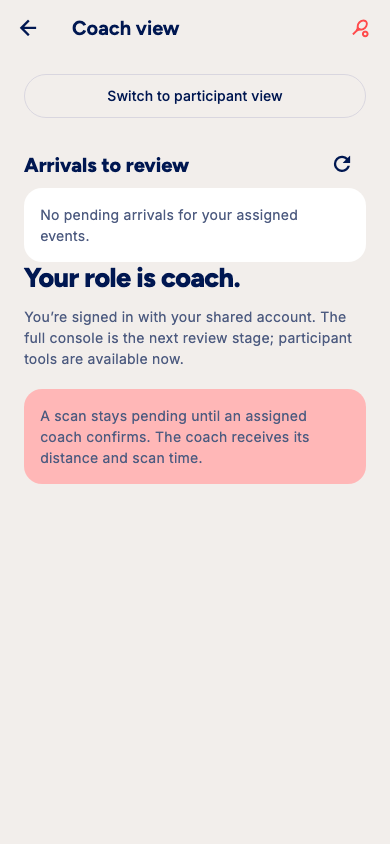 Coach view
Switch to participant view
Arrivals to review
No pending arrivals for your assigned
events.
Your role is coach.
You’re signed in with your shared account. The
full console is the next review stage; participant
tools are available now.
A scan stays pending until an assigned
coach confirms. The coach receives its
distance and scan time.